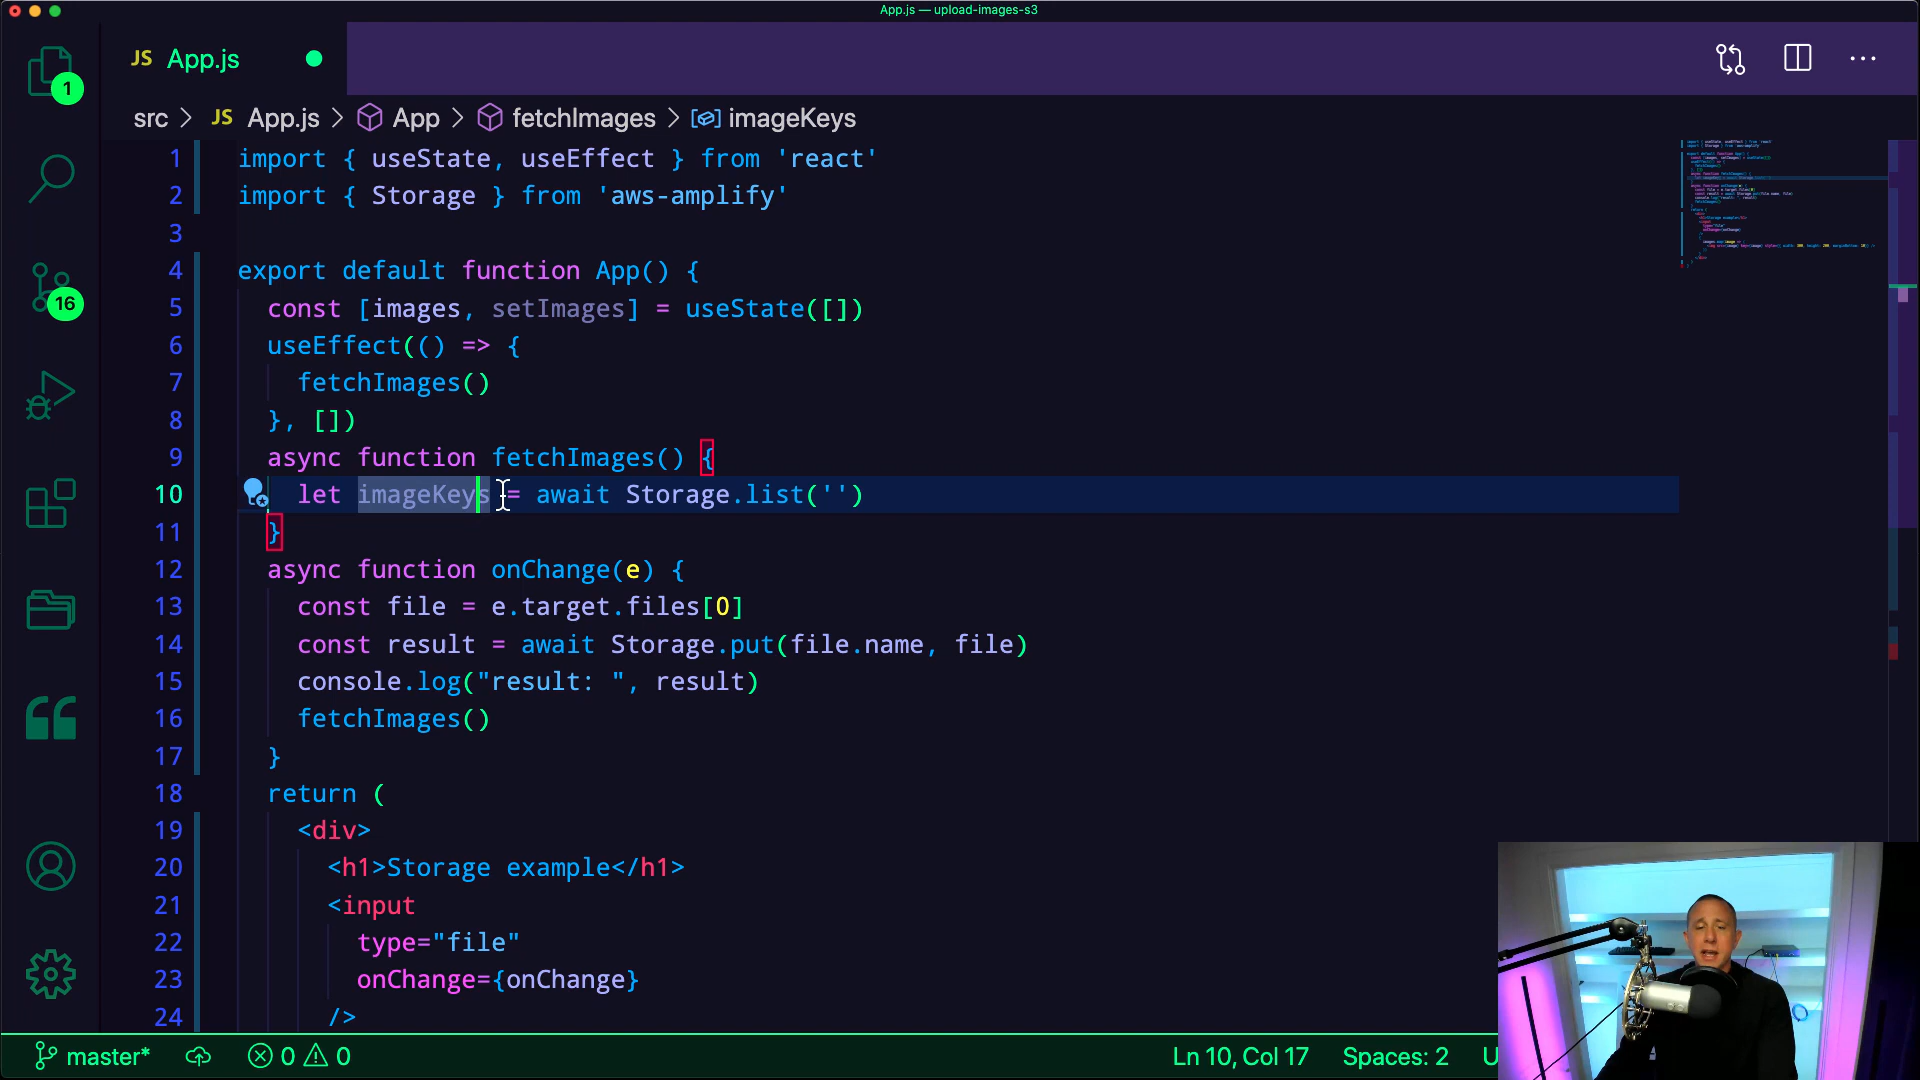 App.js — upload-images-s3
JS App.js
1
src > JS App.js > App > fetchImages > imageKeys
1 import { useState, useEffect } from 'react'
2 import { Storage } from 'aws-amplify'
3
4 export default function App() {
5 const [images, setImages] = useState([])
6 useEffect(() => {
7 fetchImages()
8 }, [])
9 async function fetchImages() {
10 let imageKeys = await Storage.list('')
11 }
12 async function onChange(e) {
13 const file = e.target.files[0]
14 const result = await Storage.put(file.name, file)
15 console.log("result: ", result)
16 fetchImages()
17 }
18 return (
19 <div>
20 <h1>Storage example</h1>
21 <input
22 type="file"
23 onChange={onChange}
24 />
16
master* 0 0 Ln 10, Col 17 Spaces: 2 U